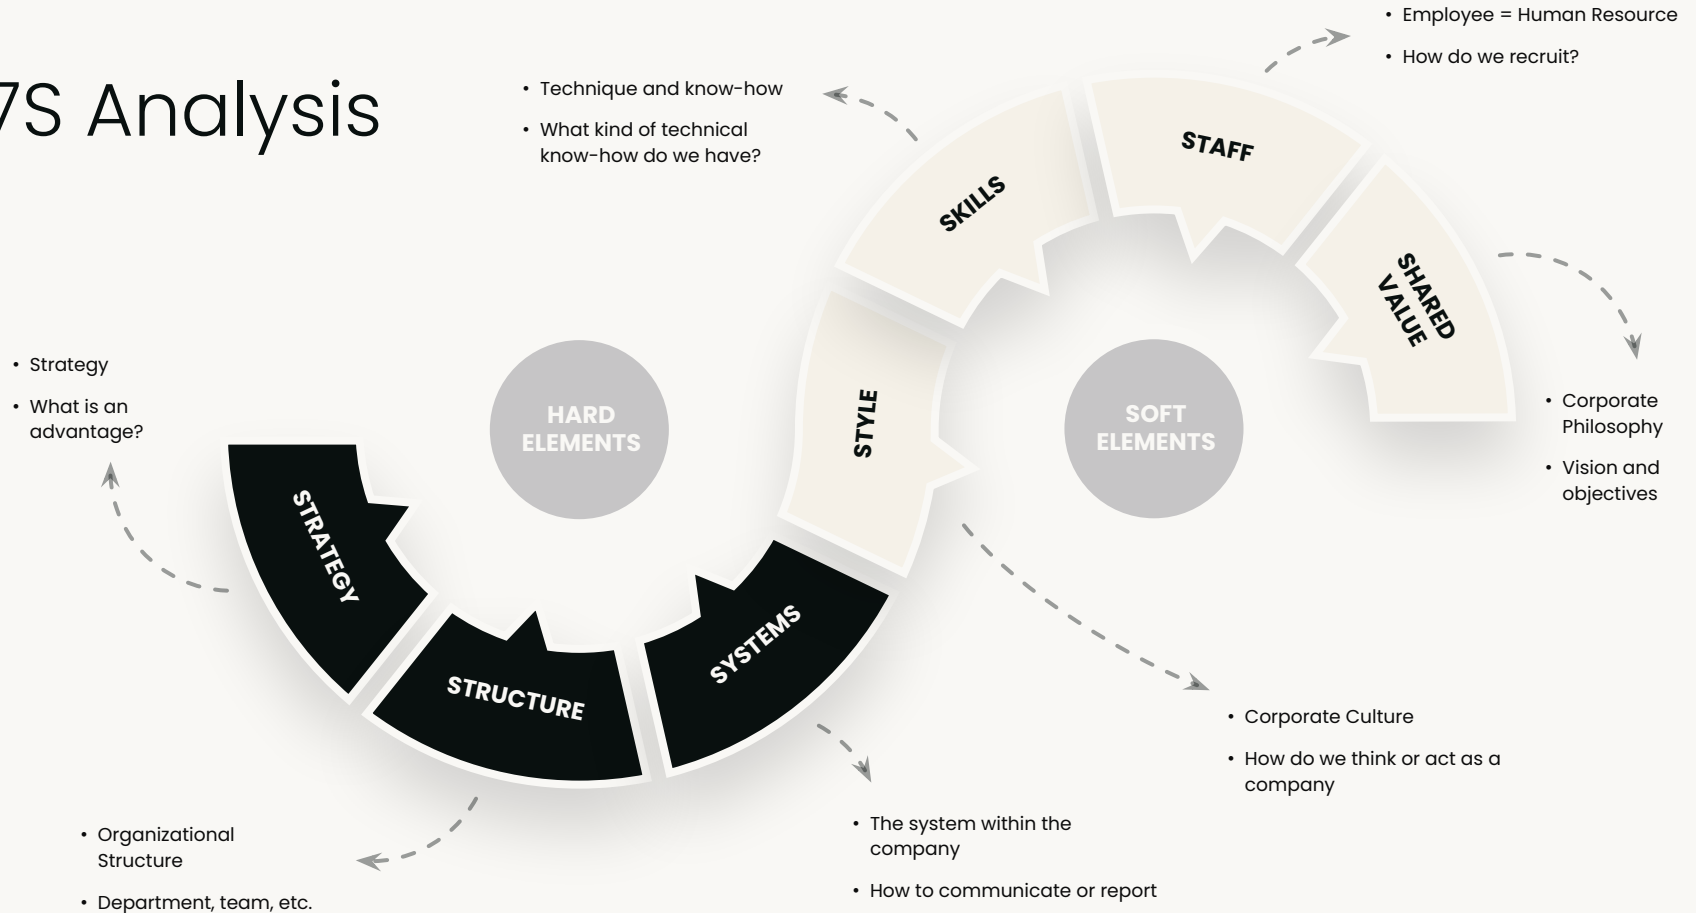 7S Analysis
• Employee = Human Resource
• How do we recruit?
• Technique and know-how
• What kind of technical
know-how do we have?
STAFF
SKILLS
SHARED
VALUE
• Strategy
• What is an
advantage?
HARD
ELEMENTS
STYLE
SOFT
ELEMENTS
• Corporate
Philosophy
• Vision and
objectives
STRATEGY
STRUCTURE
SYSTEMS
• Corporate Culture
• How do we think or act as a
company
• Organizational
Structure
• Department, team, etc.
• The system within the
company
• How to communicate or report